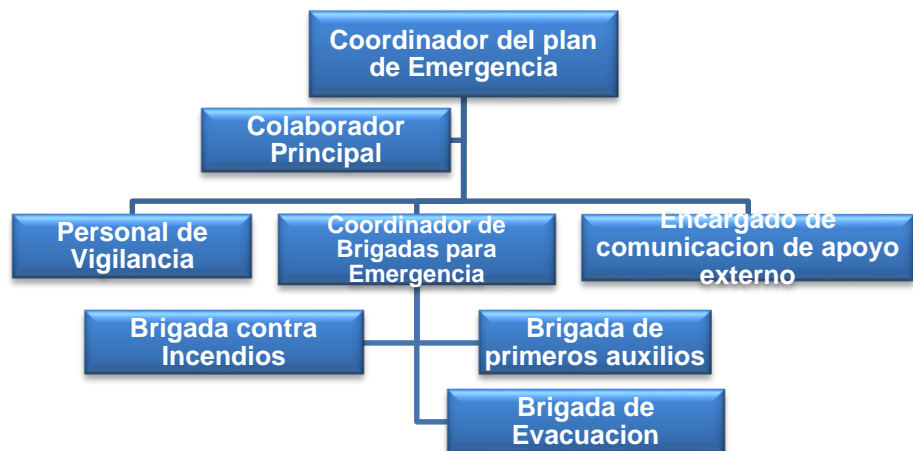 Coordinador del plan
de Emergencia
Colaborador
Principal
Personal de
Vigilancia
Coordinador de
Brigadas para
Emergencia
Encargado de
comunicacion de apoyo
externo
Brigada contra
Incendios
Brigada de
primeros auxilios
Brigada de
Evacuacion